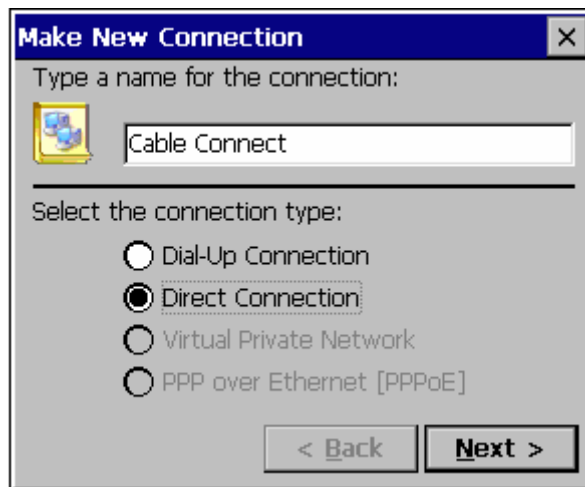 Make New Connection
Type a name for the connection:
Cable Connect
Select the connection type:
Dial-Up Connection
Direct Connection
Virtual Private Network
PPP over Ethernet [PPPoE]
< Back Next >